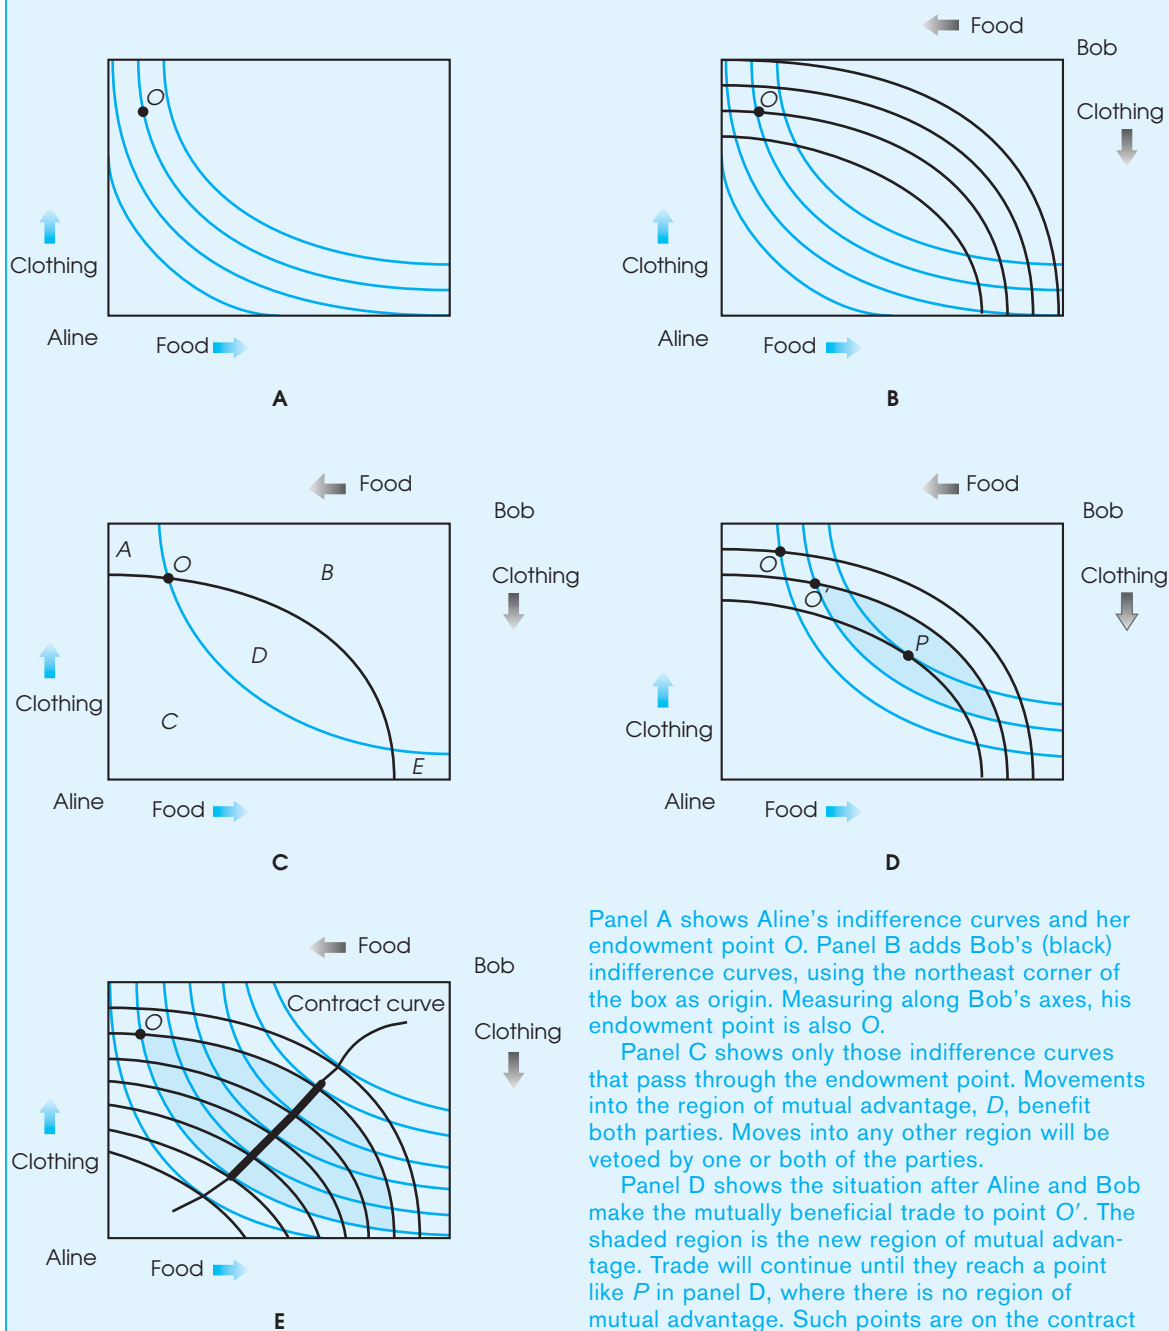 Food
Bob
O
O
Clothing
Clothing
Clothing
Aline
Food
Aline
Food
A
B
Food
Bob
Food
Bob
A
O
B
Clothing
O
Clothing
O'
D
P
Clothing
C
Clothing
E
Aline
Food
Aline
Food
C
D
Food
Bob
Contract curve
O
Clothing
Clothing
Aline
Food
E
Panel A shows Aline's indifference curves and her
endowment point O. Panel B adds Bob's (black)
indifference curves, using the northeast corner of
the box as origin. Measuring along Bob's axes, his
endowment point is also O.
Panel C shows only those indifference curves
that pass through the endowment point. Movements
into the region of mutual advantage, D, benefit
both parties. Moves into any other region will be
vetoed by one or both of the parties.
Panel D shows the situation after Aline and Bob
make the mutually beneficial trade to point O′. The
shaded region is the new region of mutual advan-
tage. Trade will continue until they reach a point
like P in panel D, where there is no region of
mutual advantage. Such points are on the contract